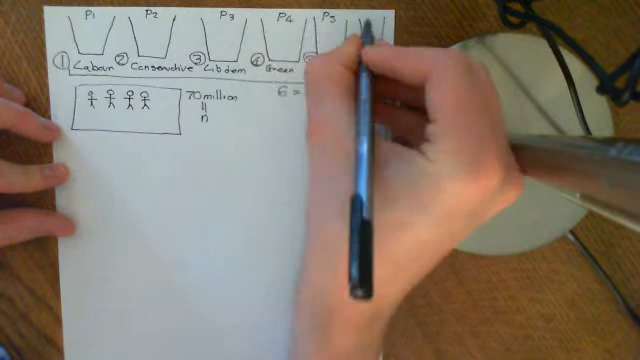 P1 P2 P3 P4 P5
① Labour ② Conservative ③ Lib dem ④ Green
70 million
6 =
||
n